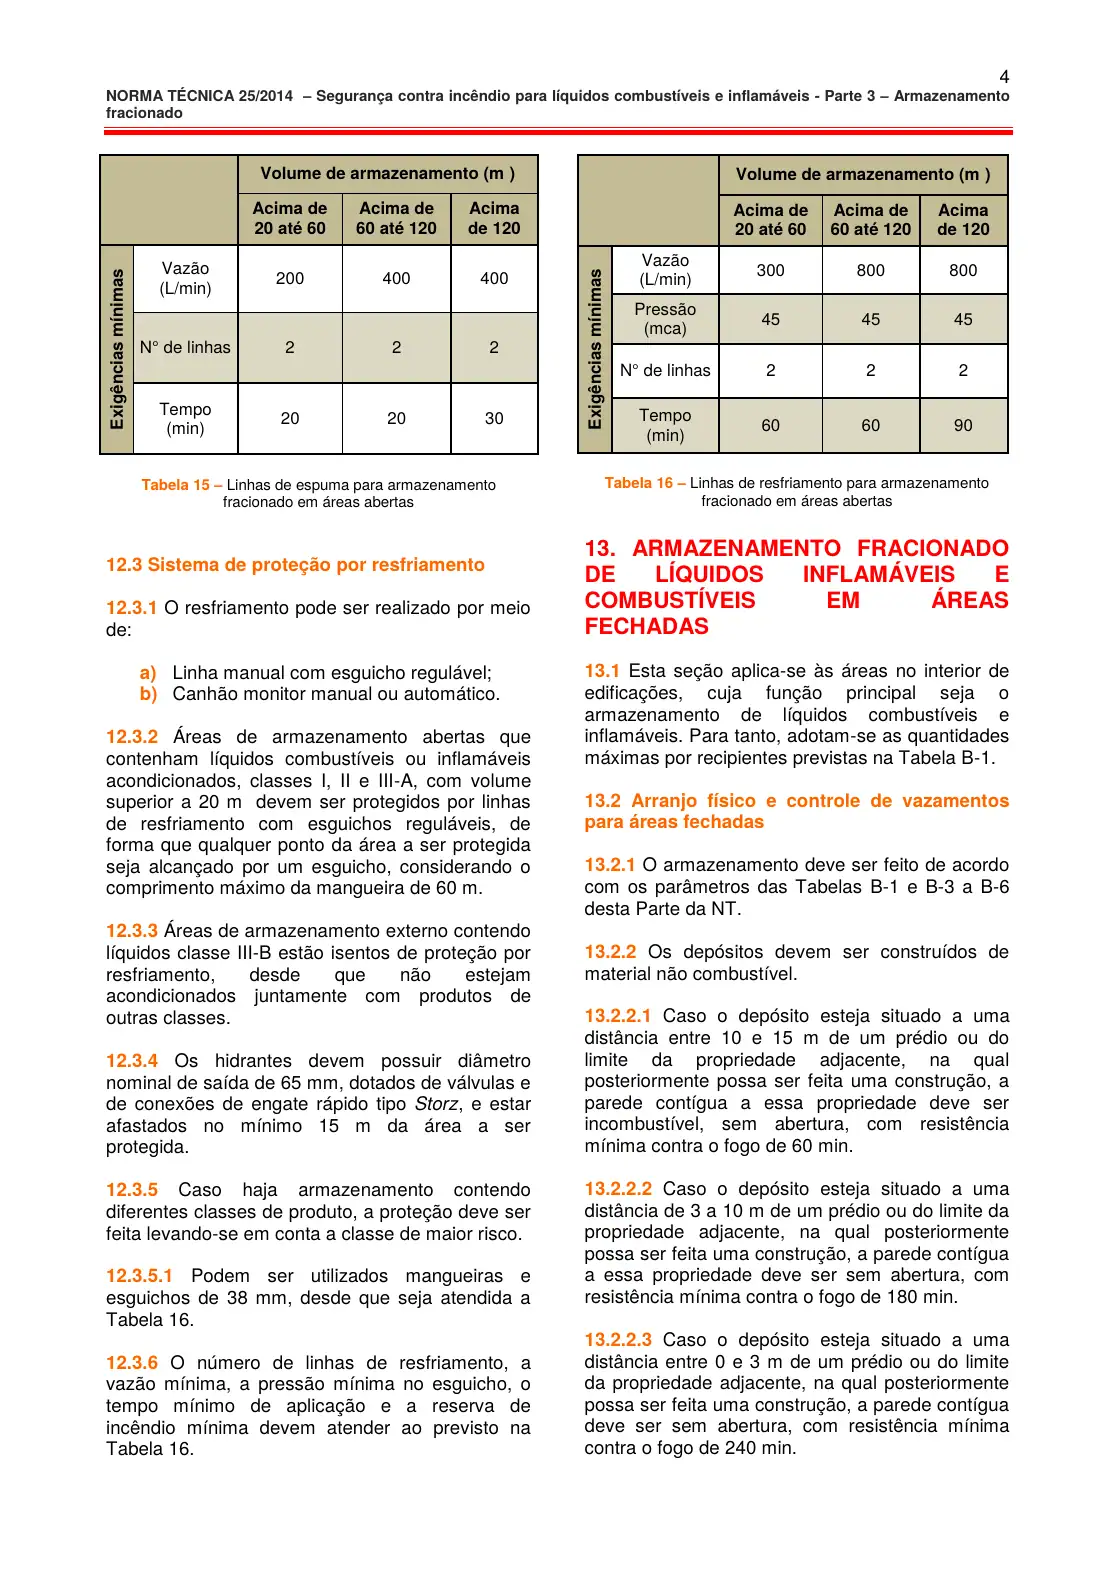 4
NORMA TÉCNICA 25/2014 – Segurança contra incêndio para líquidos combustíveis e inflamáveis - Parte 3 – Armazenamento
fracionado
Volume de armazenamento (m )
Acima de 20 até 60 Acima de 60 até 120 Acima de 120
Exigências mínimas
Vazão (L/min) 200 400 400
N° de linhas 2 2 2
Tempo (min) 20 20 30
Tabela 15 – Linhas de espuma para armazenamento
fracionado em áreas abertas
12.3 Sistema de proteção por resfriamento
12.3.1 O resfriamento pode ser realizado por meio
de:
a) Linha manual com esguicho regulável;
b) Canhão monitor manual ou automático.
12.3.2 Áreas de armazenamento abertas que
contenham líquidos combustíveis ou inflamáveis
acondicionados, classes I, II e III-A, com volume
superior a 20 m devem ser protegidos por linhas
de resfriamento com esguichos reguláveis, de
forma que qualquer ponto da área a ser protegida
seja alcançado por um esguicho, considerando o
comprimento máximo da mangueira de 60 m.
12.3.3 Áreas de armazenamento externo contendo
líquidos classe III-B estão isentos de proteção por
resfriamento, desde que não estejam
acondicionados juntamente com produtos de
outras classes.
12.3.4 Os hidrantes devem possuir diâmetro
nominal de saída de 65 mm, dotados de válvulas e
de conexões de engate rápido tipo Storz, e estar
afastados no mínimo 15 m da área a ser
protegida.
12.3.5 Caso haja armazenamento contendo
diferentes classes de produto, a proteção deve ser
feita levando-se em conta a classe de maior risco.
12.3.5.1 Podem ser utilizados mangueiras e
esguichos de 38 mm, desde que seja atendida a
Tabela 16.
12.3.6 O número de linhas de resfriamento, a
vazão mínima, a pressão mínima no esguicho, o
tempo mínimo de aplicação e a reserva de
incêndio mínima devem atender ao previsto na
Tabela 16.
Volume de armazenamento (m )
Acima de 20 até 60 Acima de 60 até 120 Acima de 120
Exigências mínimas
Vazão (L/min) 300 800 800
Pressão (mca) 45 45 45
N° de linhas 2 2 2
Tempo (min) 60 60 90
Tabela 16 – Linhas de resfriamento para armazenamento
fracionado em áreas abertas
13. ARMAZENAMENTO FRACIONADO
DE LÍQUIDOS INFLAMÁVEIS E
COMBUSTÍVEIS EM ÁREAS
FECHADAS
13.1 Esta seção aplica-se às áreas no interior de
edificações, cuja função principal seja o
armazenamento de líquidos combustíveis e
inflamáveis. Para tanto, adotam-se as quantidades
máximas por recipientes previstas na Tabela B-1.
13.2 Arranjo físico e controle de vazamentos
para áreas fechadas
13.2.1 O armazenamento deve ser feito de acordo
com os parâmetros das Tabelas B-1 e B-3 a B-6
desta Parte da NT.
13.2.2 Os depósitos devem ser construídos de
material não combustível.
13.2.2.1 Caso o depósito esteja situado a uma
distância entre 10 e 15 m de um prédio ou do
limite da propriedade adjacente, na qual
posteriormente possa ser feita uma construção, a
parede contígua a essa propriedade deve ser
incombustível, sem abertura, com resistência
mínima contra o fogo de 60 min.
13.2.2.2 Caso o depósito esteja situado a uma
distância de 3 a 10 m de um prédio ou do limite da
propriedade adjacente, na qual posteriormente
possa ser feita uma construção, a parede contígua
a essa propriedade deve ser sem abertura, com
resistência mínima contra o fogo de 180 min.
13.2.2.3 Caso o depósito esteja situado a uma
distância entre 0 e 3 m de um prédio ou do limite
da propriedade adjacente, na qual posteriormente
possa ser feita uma construção, a parede contígua
deve ser sem abertura, com resistência mínima
contra o fogo de 240 min.